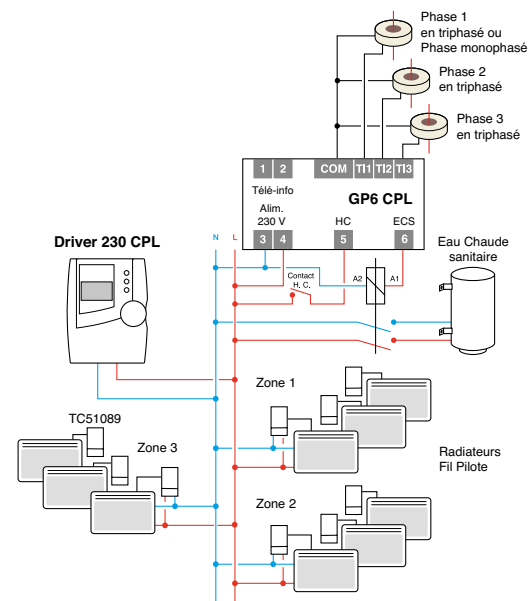 Phase 1
en triphasé ou
Phase monophasé
Phase 2
en triphasé
Phase 3
en triphasé
1 2 COM TI1 TI2 TI3
Télé-info
GP6 CPL
Alim.
230 V HC ECS
3 4 5 6
N L
Driver 230 CPL
Eau Chaude
sanitaire
Contact
H. C.
A2 A1
Zone 1
TC51089
Zone 3
Radiateurs
Fil Pilote
Zone 2